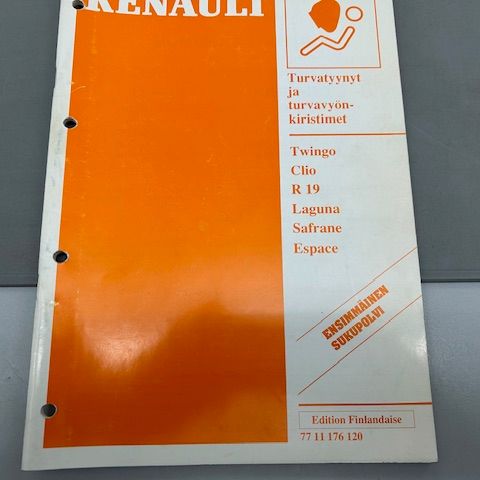 RENAULT
Turvatyynyt
ja
turvavyön-
kiristimet
Twingo
Clio
R 19
Laguna
Safrane
Espace
ENSIMMÄINEN
SUKUPOLVI
Edition Finlandaise
77 11 176 120